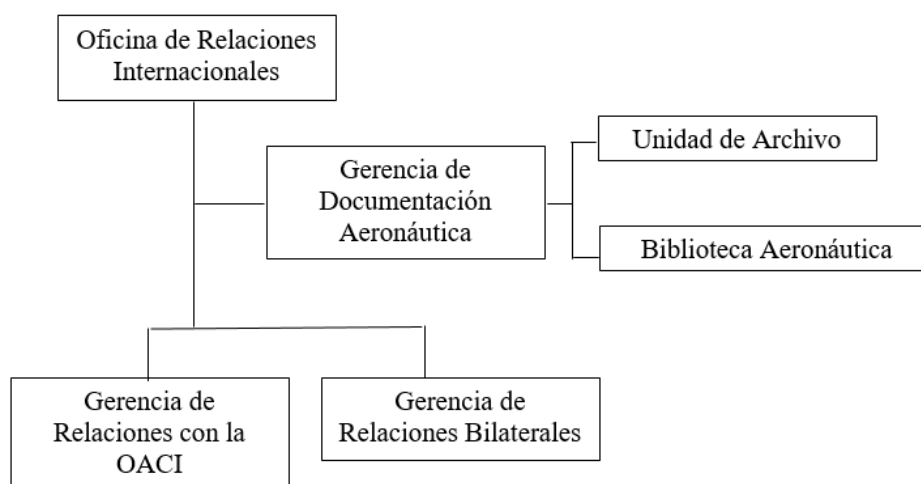 Oficina de Relaciones
Internacionales
Unidad de Archivo
Gerencia de
Documentación
Aeronáutica
Biblioteca Aeronáutica
Gerencia de
Relaciones con la
OACI
Gerencia de
Relaciones Bilaterales